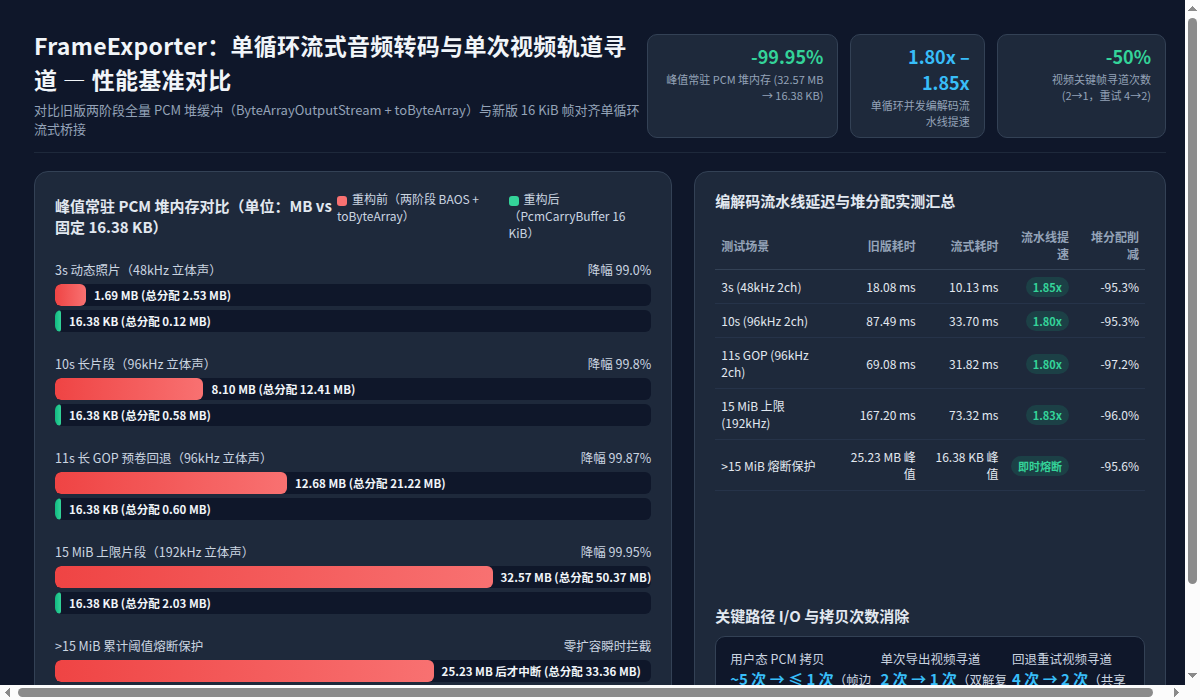 FrameExporter：单循环流式音频转码与单次视频轨道寻
道 — 性能基准对比
对比旧版两阶段全量 PCM 堆缓冲（ByteArrayOutputStream + toByteArray）与新版 16 KiB 帧对齐单循环
流式桥接
-99.95%
峰值常驻 PCM 堆内存 (32.57 MB
→ 16.38 KB)
1.80x –
1.85x
单循环并发编解码流
水线提速
-50%
视频关键帧寻道次数
(2→1，重试 4→2)
峰值常驻 PCM 堆内存对比（单位：MB vs
固定 16.38 KB）
重构前（两阶段 BAOS +
toByteArray）
重构后
（PcmCarryBuffer 16
KiB）
3s 动态照片（48kHz 立体声）
降幅 99.0%
1.69 MB (总分配 2.53 MB)
16.38 KB (总分配 0.12 MB)
10s 长片段（96kHz 立体声）
降幅 99.8%
8.10 MB (总分配 12.41 MB)
16.38 KB (总分配 0.58 MB)
11s 长 GOP 预卷回退（96kHz 立体声）
降幅 99.87%
12.68 MB (总分配 21.22 MB)
16.38 KB (总分配 0.60 MB)
15 MiB 上限片段（192kHz 立体声）
降幅 99.95%
32.57 MB (总分配 50.37 MB)
16.38 KB (总分配 2.03 MB)
>15 MiB 累计阈值熔断保护
零扩容瞬时拦截
25.23 MB 后才中断 (总分配 33.36 MB)
编解码流水线延迟与堆分配实测汇总
测试场景 旧版耗时 流式耗时 流水线提速 堆分配削减
3s (48kHz 2ch) 18.08 ms 10.13 ms 1.85x -95.3%
10s (96kHz 2ch) 87.49 ms 33.70 ms 1.80x -95.3%
11s GOP (96kHz 2ch) 69.08 ms 31.82 ms 1.80x -97.2%
15 MiB 上限 (192kHz) 167.20 ms 73.32 ms 1.83x -96.0%
>15 MiB 熔断保护 25.23 MB 峰值 16.38 KB 峰值 即时熔断 -95.6%
关键路径 I/O 与拷贝次数消除
用户态 PCM 拷贝
~5 次 → ≤ 1 次（帧边
单次导出视频寻道
2 次 → 1 次（双解复
回退重试视频寻道
4 次 → 2 次（共享